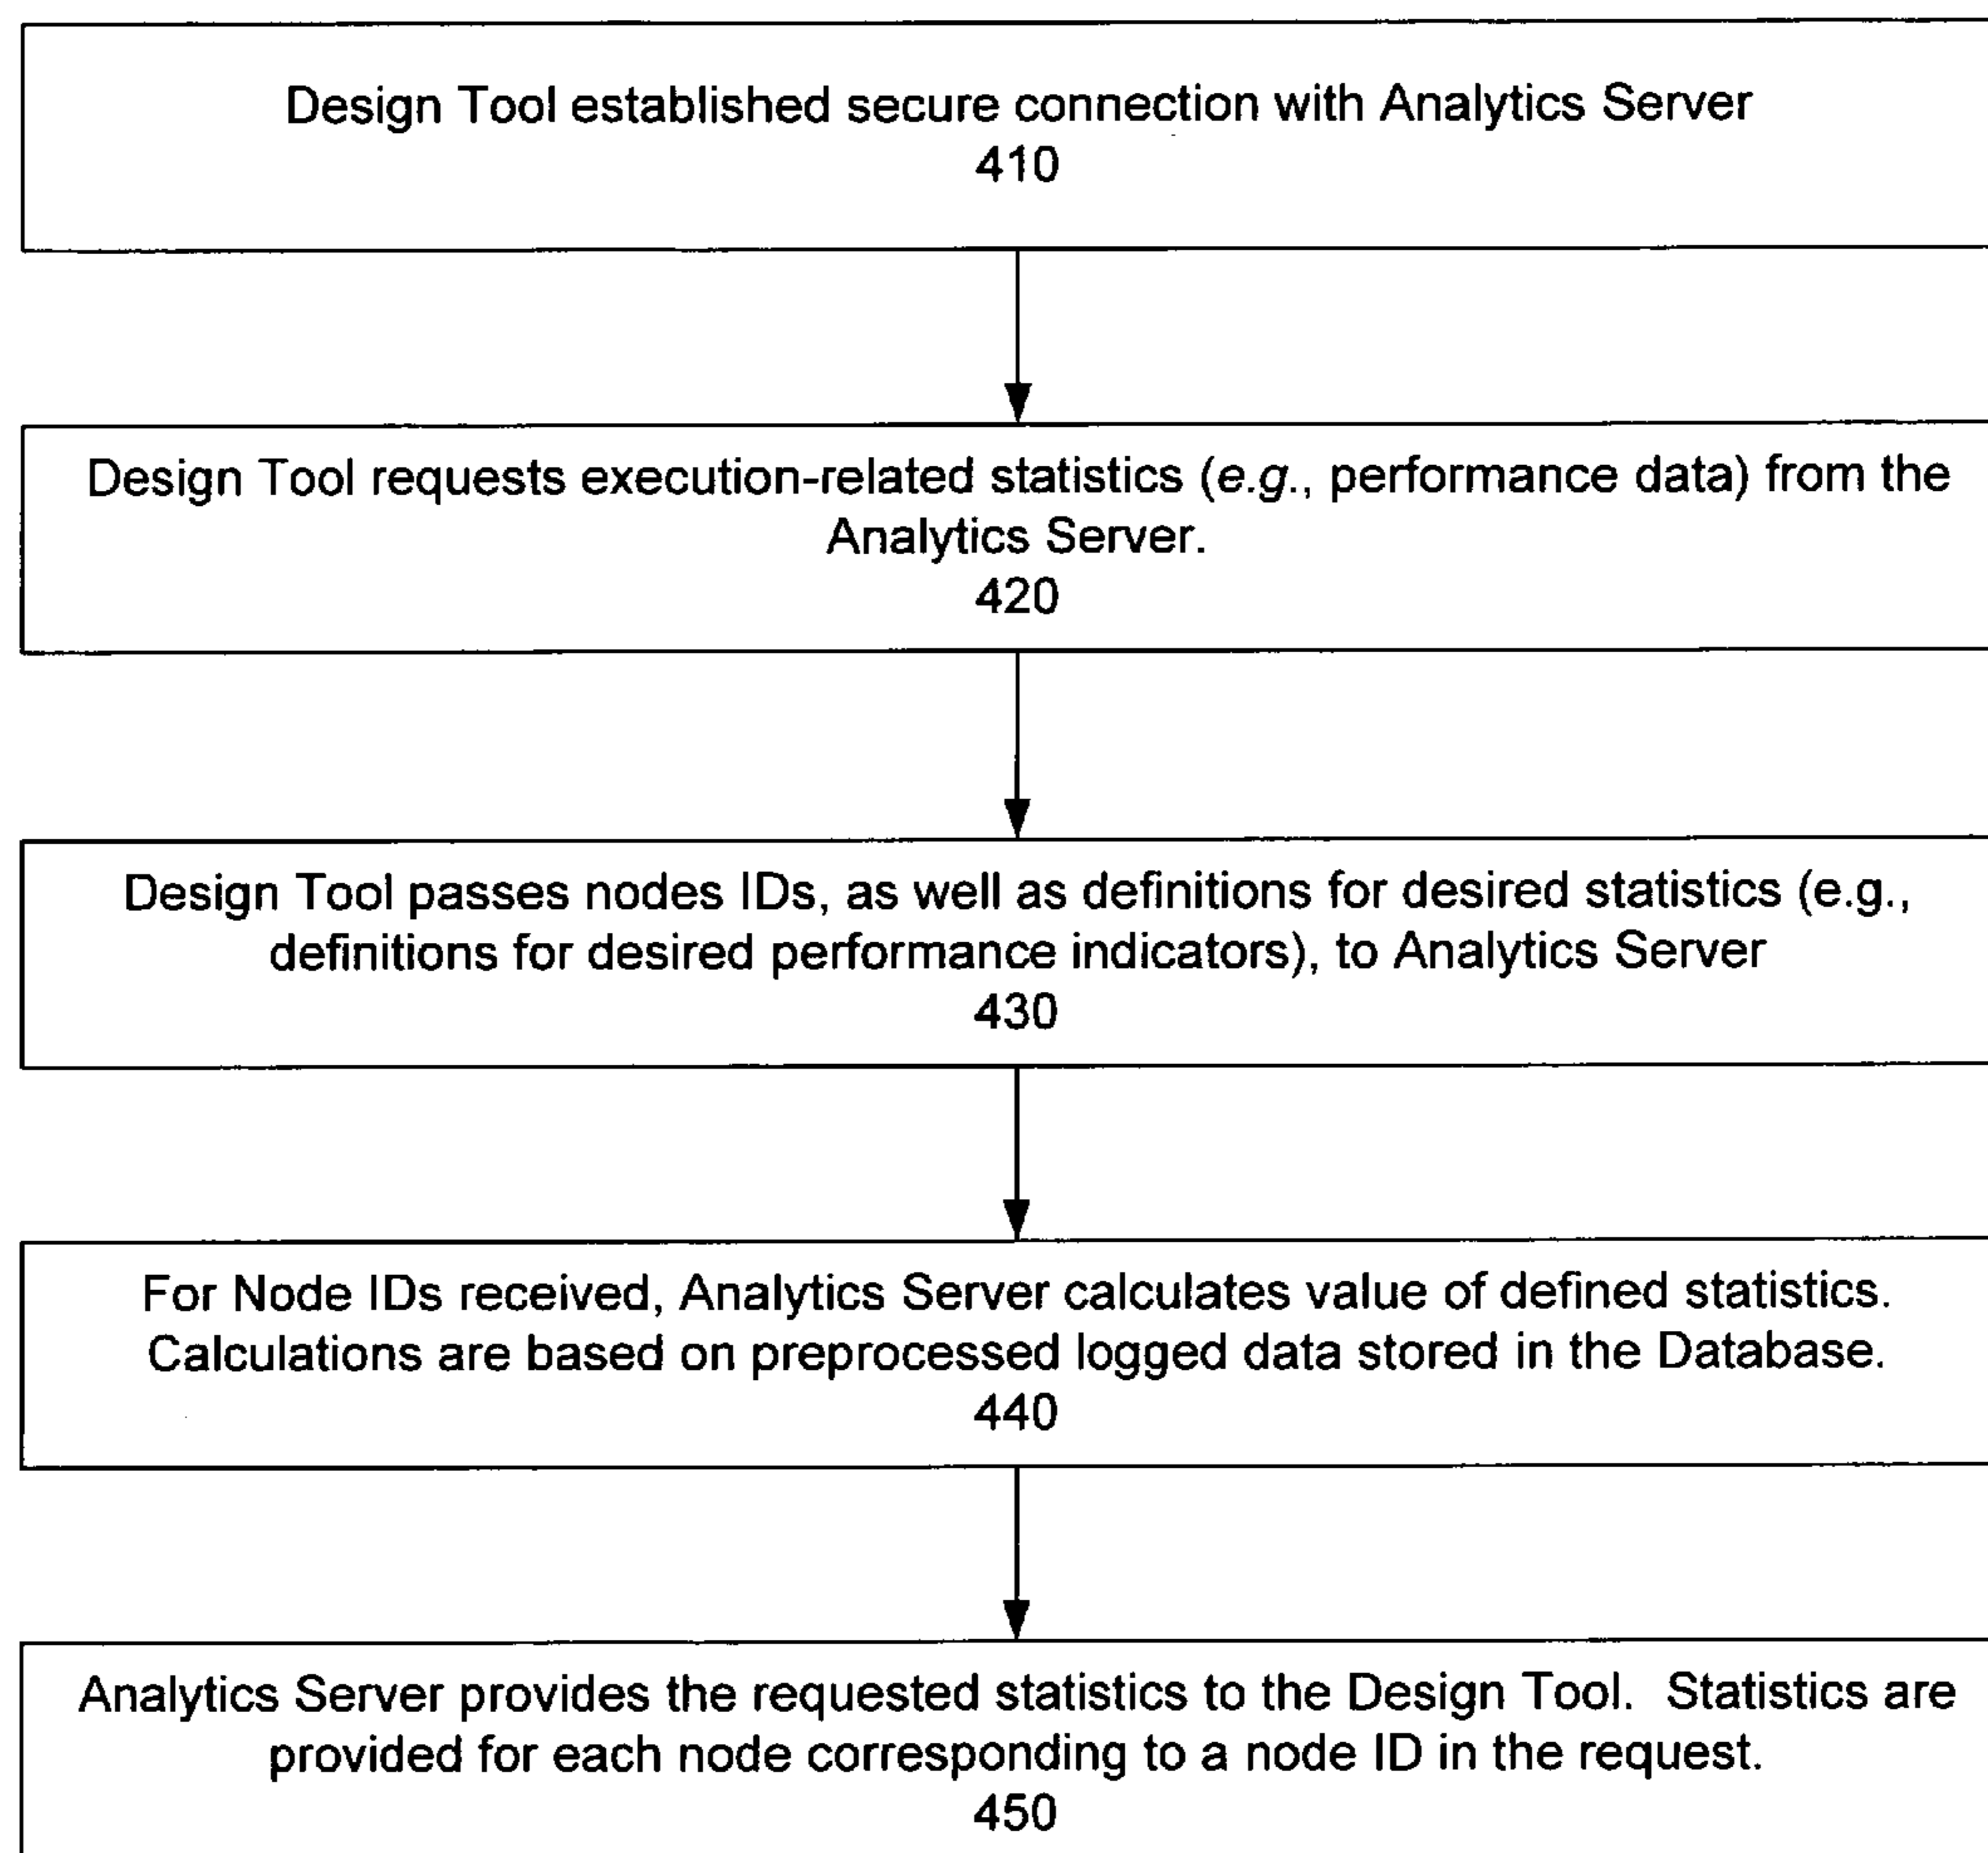 Design Tool established secure connection with Analytics Server
410
Design Tool requests execution-related statistics (e.g., performance data) from the
Analytics Server.
420
Design Tool passes nodes IDs, as well as definitions for desired statistics (e.g.,
definitions for desired performance indicators), to Analytics Server
430
For Node IDs received, Analytics Server calculates value of defined statistics.
Calculations are based on preprocessed logged data stored in the Database.
440
Analytics Server provides the requested statistics to the Design Tool.  Statistics are
provided for each node corresponding to a node ID in the request.
450